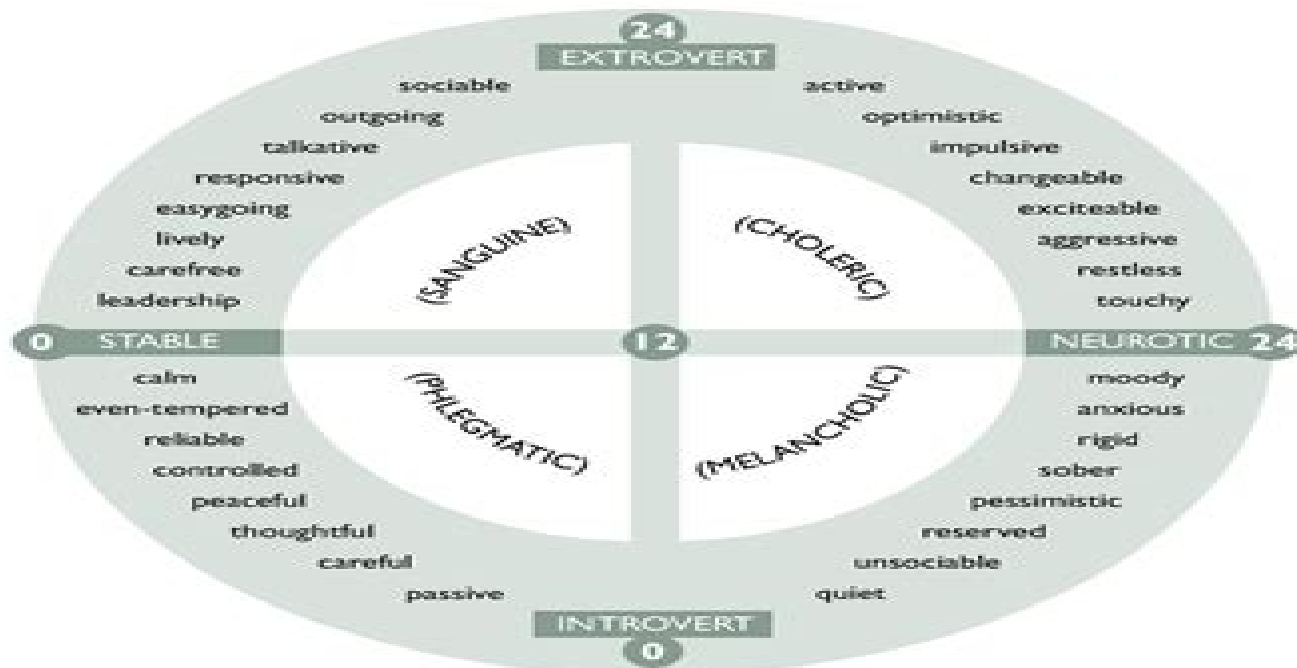 24
EXTROVERT
sociable
active
outgoing
optimistic
talkative
impulsive
responsive
changeable
easygoing
exciteable
lively
aggressive
carefree
restless
leadership
touchy
(SANGUINE)
(CHOLERIC)
0 STABLE
12
NEUROTIC 24
(PHLEGMATIC)
(MELANCHOLIC)
calm
moody
even-tempered
anxious
reliable
rigid
controlled
sober
peaceful
pessimistic
thoughtful
reserved
careful
unsociable
passive
quiet
INTROVERT
0